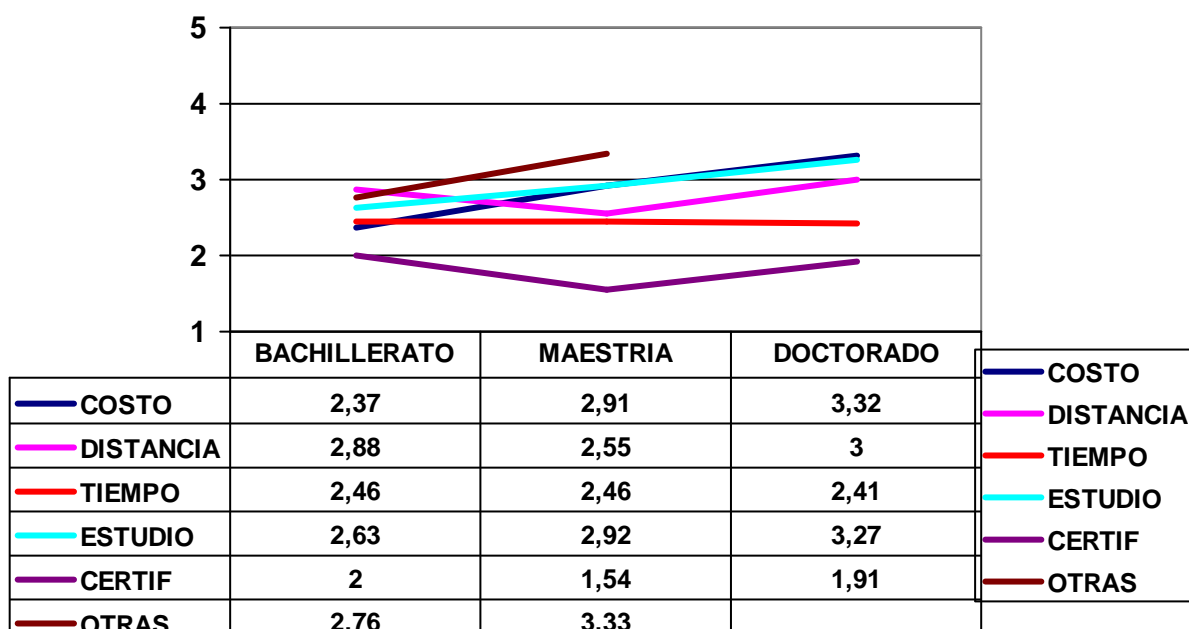 5
4
3
2
1
BACHILLERATO MAESTRIA DOCTORADO
COSTO 2,37 2,91 3,32
DISTANCIA 2,88 2,55 3
TIEMPO 2,46 2,46 2,41
ESTUDIO 2,63 2,92 3,27
CERTIF 2 1,54 1,91
OTRAS 2,76 3,33
COSTO
DISTANCIA
TIEMPO
ESTUDIO
CERTIF
OTRAS